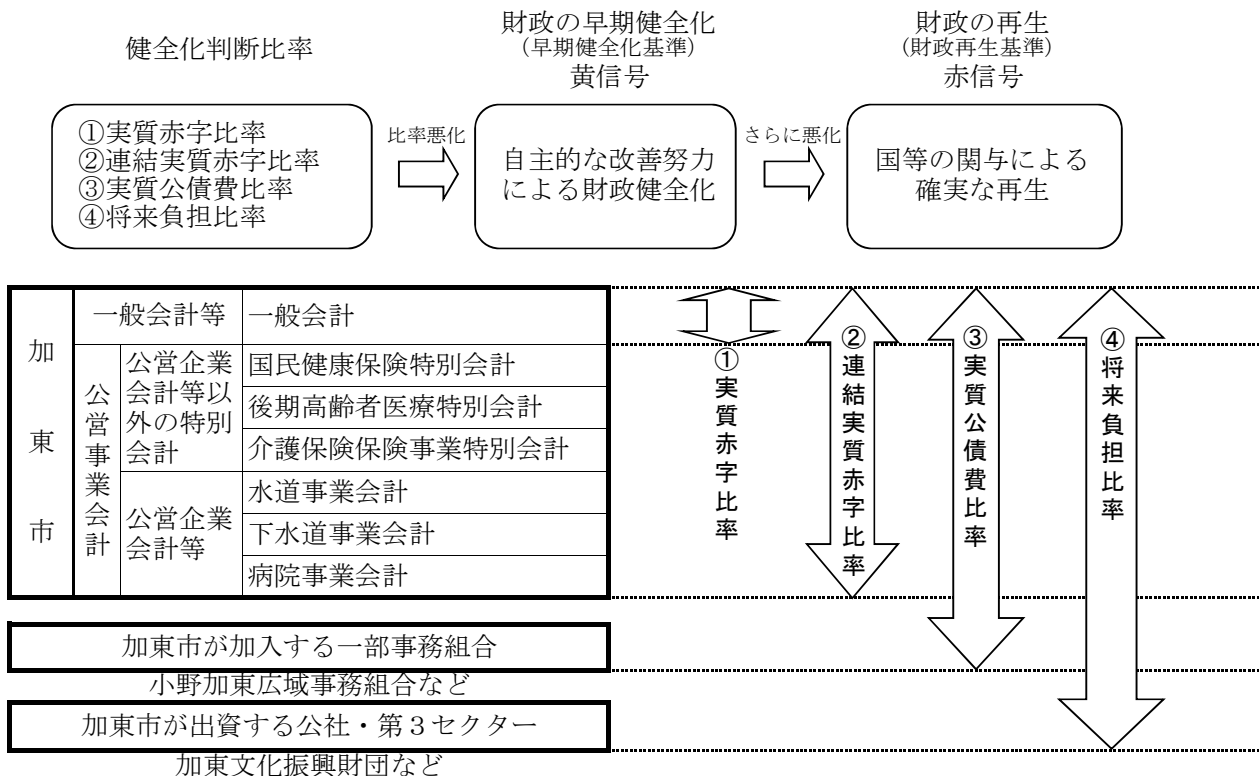 健全化判断比率
財政の早期健全化
(早期健全化基準)
黄信号
財政の再生
(財政再生基準)
赤信号
①実質赤字比率
②連結実質赤字比率
③実質公債費比率
④将来負担比率
比率悪化
自主的な改善努力
による財政健全化
さらに悪化
国等の関与による
確実な再生
加東市
一般会計等
一般会計
公営事業会計
公営企業
会計等以
外の特別
会計
国民健康保険特別会計
後期高齢者医療特別会計
介護保険保険事業特別会計
公営企業
会計等
水道事業会計
下水道事業会計
病院事業会計
①実質赤字比率
②連結実質赤字比率
③実質公債費比率
④将来負担比率
加東市が加入する一部事務組合
小野加東広域事務組合など
加東市が出資する公社・第3セクター
加東文化振興財団など